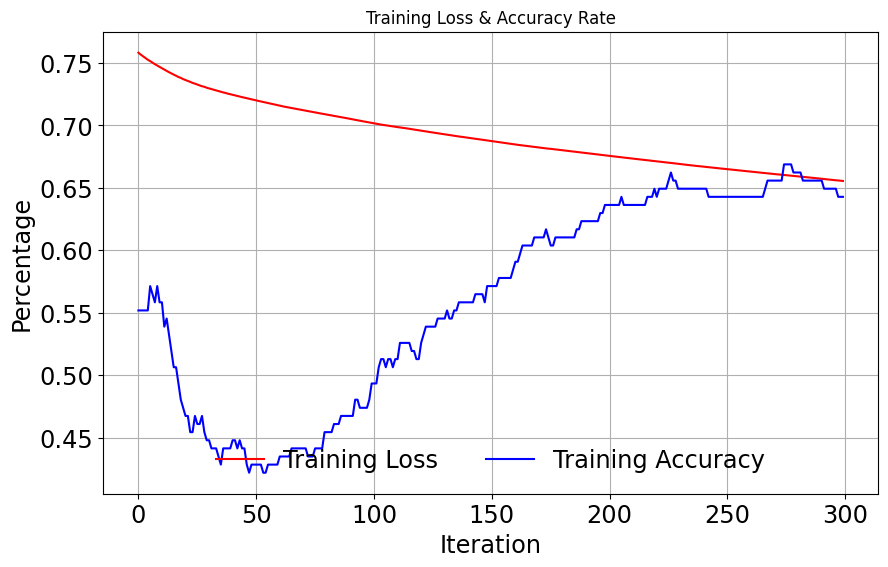 Training Loss & Accuracy Rate
0.75
0.70
0.65
0.60
0.55
0.50
0.45
Percentage
Training Loss
Training Accuracy
0 50 100 150 200 250 300
Iteration